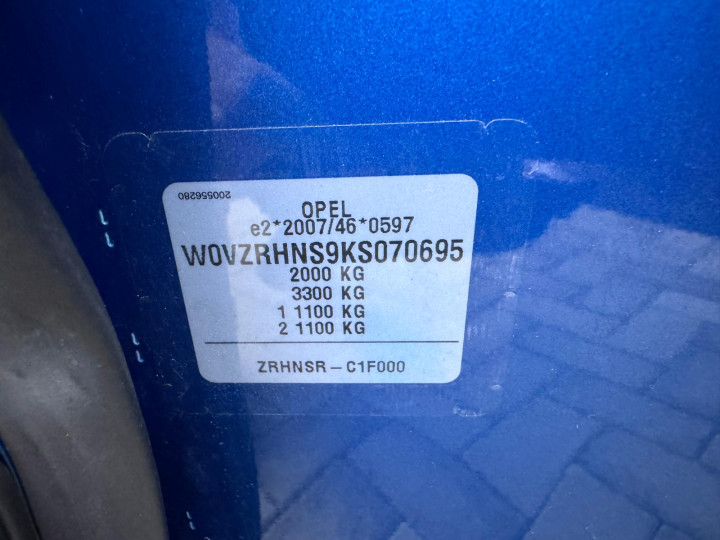 200556280
OPEL
e2*2007/46*0597
W0VZRHNS9KS070695
2000 KG
3300 KG
1 1100 KG
2 1100 KG
ZRHNSR – C1F000